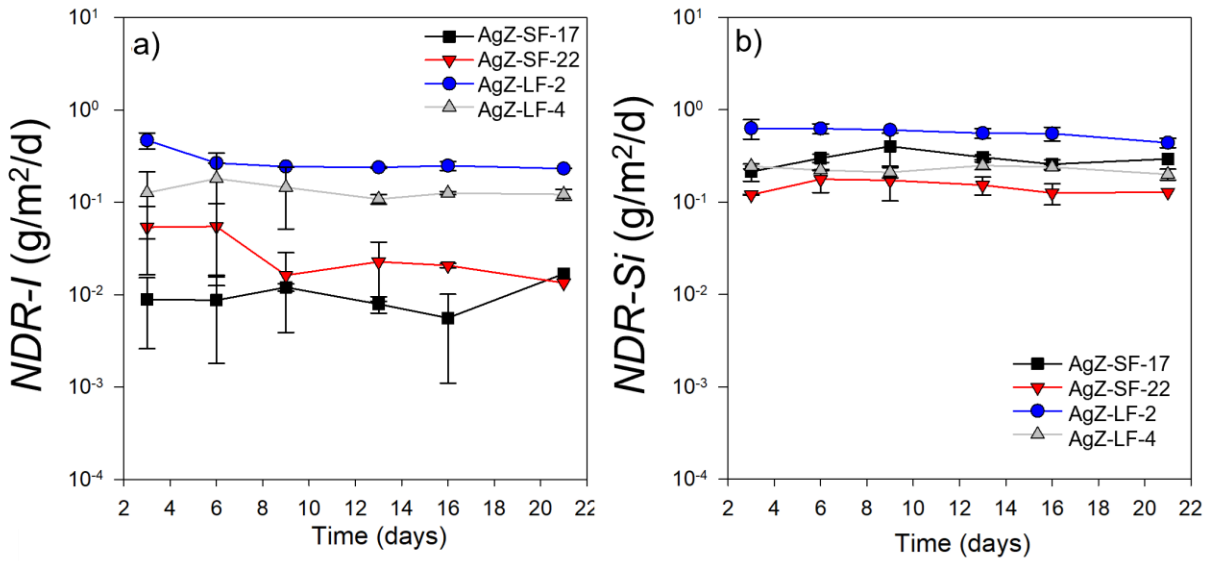 a)
AgZ-SF-17
AgZ-SF-22
AgZ-LF-2
AgZ-LF-4
NDR-I (g/m²/d)
10¹
10⁰
10⁻¹
10⁻²
10⁻³
10⁻⁴
2 4 6 8 10 12 14 16 18 20 22
Time (days)
b)
NDR-Si (g/m²/d)
10¹
10⁰
10⁻¹
10⁻²
10⁻³
10⁻⁴
AgZ-SF-17
AgZ-SF-22
AgZ-LF-2
AgZ-LF-4
2 4 6 8 10 12 14 16 18 20 22
Time (days)